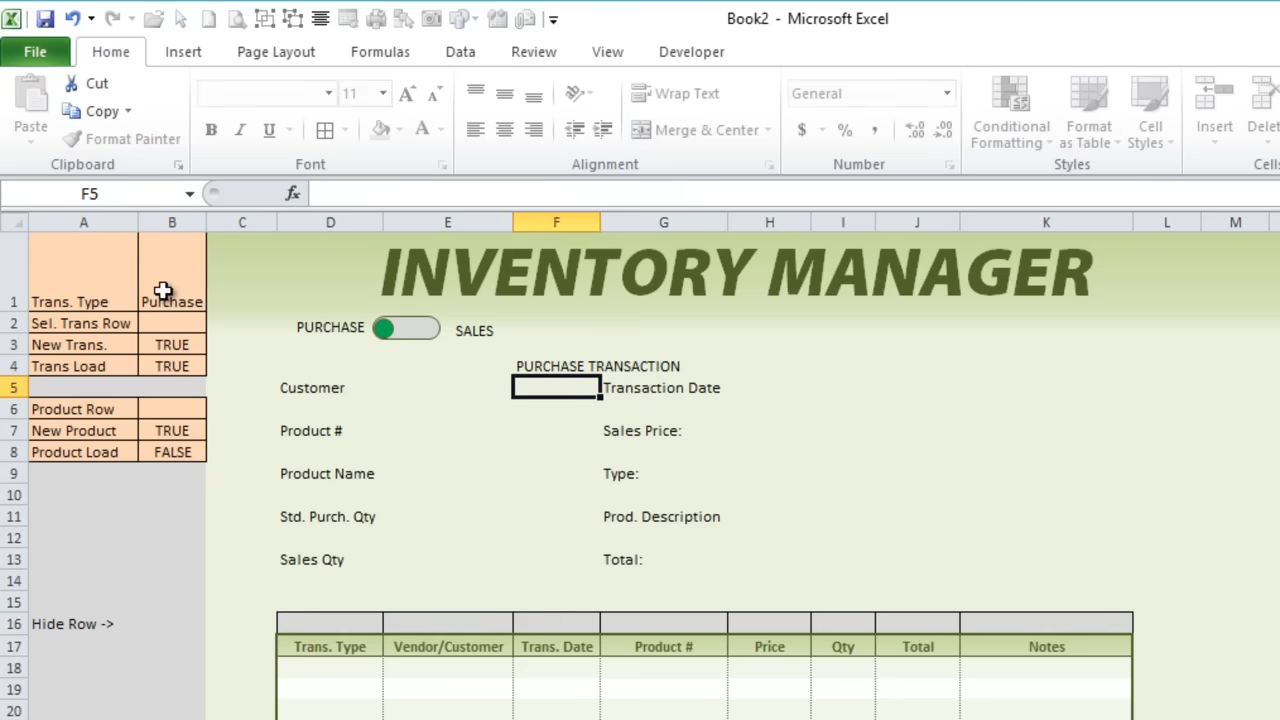 Book2 - Microsoft Excel
File Home Insert Page Layout Formulas Data Review View Developer
Paste
Cut
Copy
Format Painter
Clipboard
11 A A
B I U A
Font
Wrap Text
Merge & Center
Alignment
General
$ % ,
Number
Conditional Formatting
Format as Table
Cell Styles
Styles
Insert
Delet
Cells
F5 fx
A B C D E F G H I J K L M
INVENTORY MANAGER
1 Trans. Type Purchase
2 Sel. Trans Row PURCHASE SALES
3 New Trans. TRUE
4 Trans Load TRUE PURCHASE TRANSACTION
5 Customer Transaction Date
6 Product Row
7 New Product TRUE Product # Sales Price:
8 Product Load FALSE
9 Product Name Type:
10
11 Std. Purch. Qty Prod. Description
12
13 Sales Qty Total:
14
15
16 Hide Row ->
17 Trans. Type Vendor/Customer Trans. Date Product # Price Qty Total Notes
18
19
20